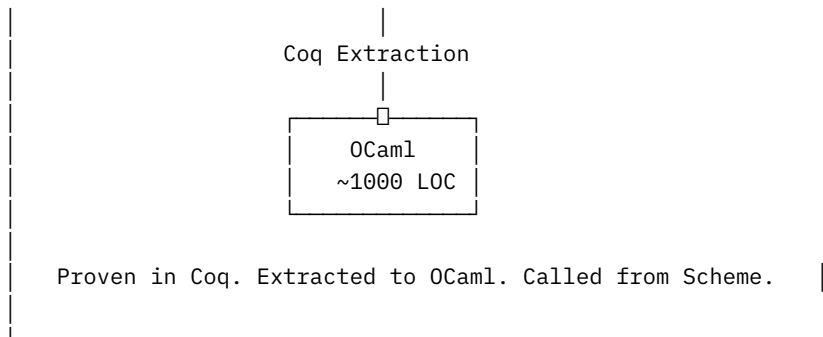 Coq Extraction
OCaml
~1000 LOC
Proven in Coq. Extracted to OCaml. Called from Scheme.